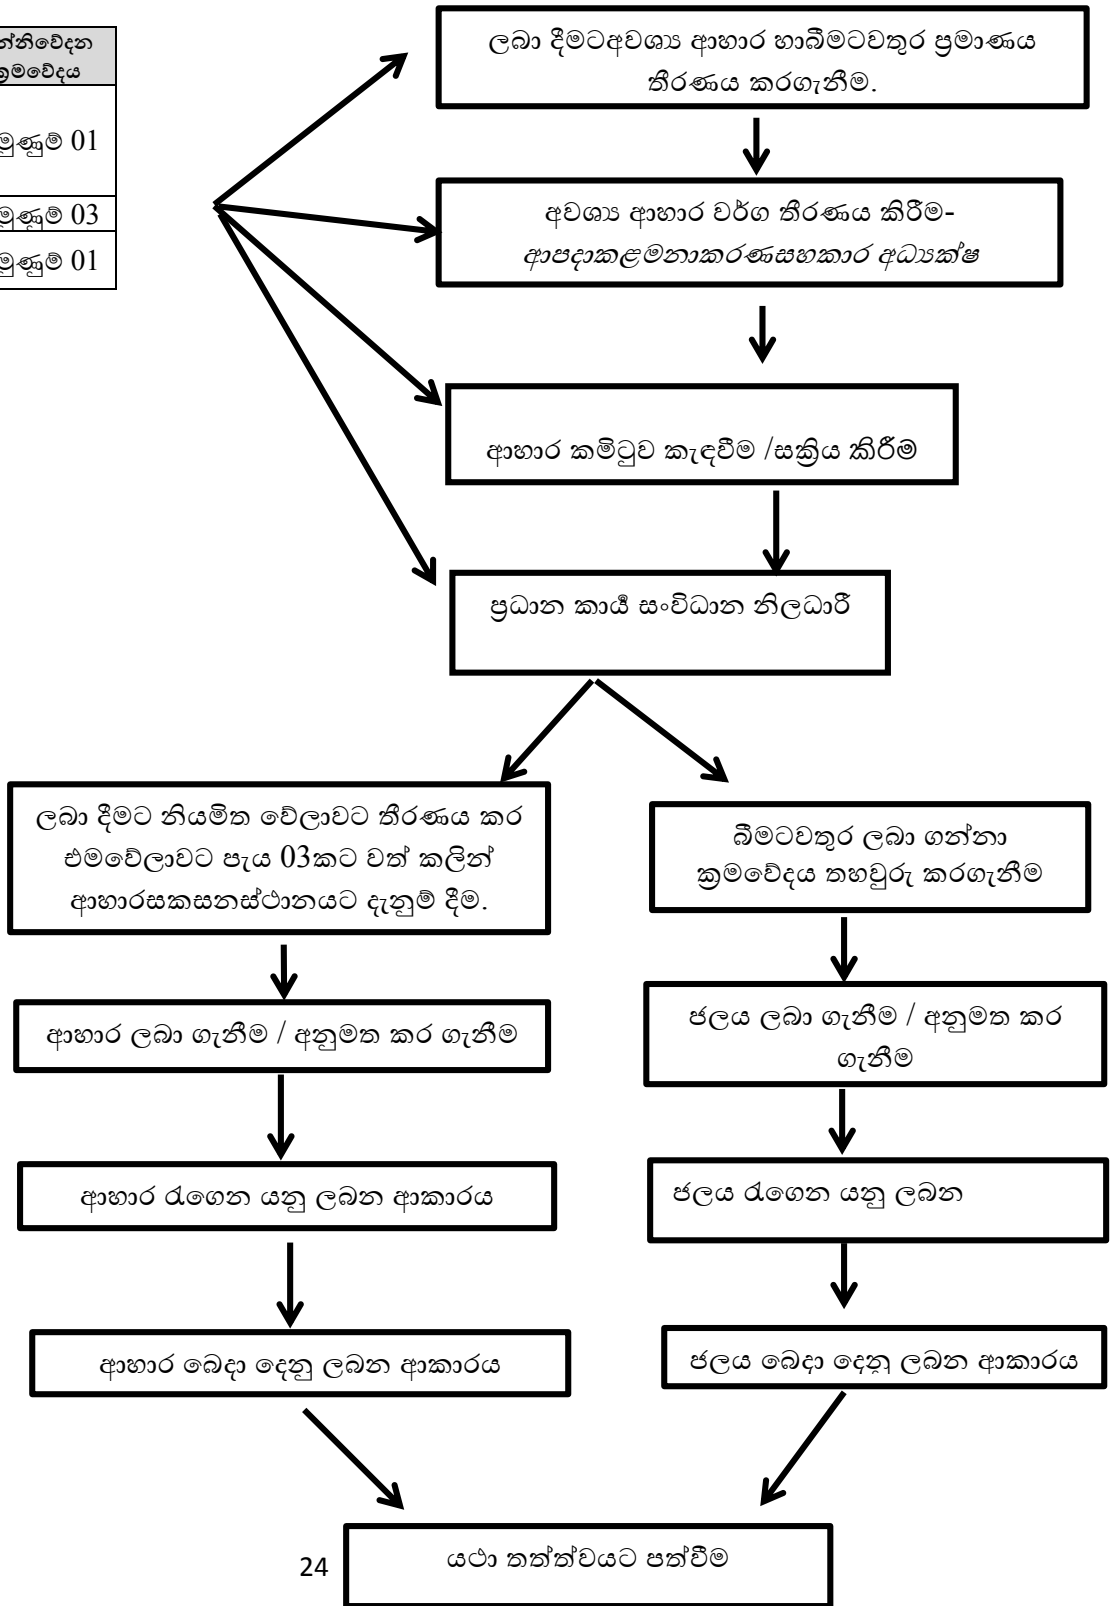 ලබා දීමටඅවශ්‍ය ආහාර හාබීමටවතුර ප්‍රමාණය
තීරණය කරගැනීම.
අවශ්‍ය ආහාර වර්ග තීරණය කිරීම-
ආපදාකළමනාකරණසහකාර අධ්‍යක්ෂ
01
03
01
ආහාර කමිටුව කැඳවීම /සක්‍රිය කිරීම
ප්‍රධාන කාර්‍ය සංවිධාන නිලධාරී
ලබා දීමට නියමිත වේලාවට තීරණය කර
එමවේලාවට පැය 03කට වත් කලින්
ආහාරසකසනස්ථානයට දැනුම් දීම.
බීමටවතුර ලබා ගන්නා
ක්‍රමවේදය තහවුරු කරගැනීම
ආහාර ලබා ගැනීම / අනුමත කර ගැනීම
ජලය ලබා ගැනීම / අනුමත කර
ගැනීම
ආහාර රැගෙන යනු ලබන ආකාරය
ජලය රැගෙන යනු ලබන
ආහාර බෙදා දෙනු ලබන ආකාරය
ජලය බෙදා දෙනු ලබන ආකාරය
යථා තත්ත්වයට පත්වීම
24